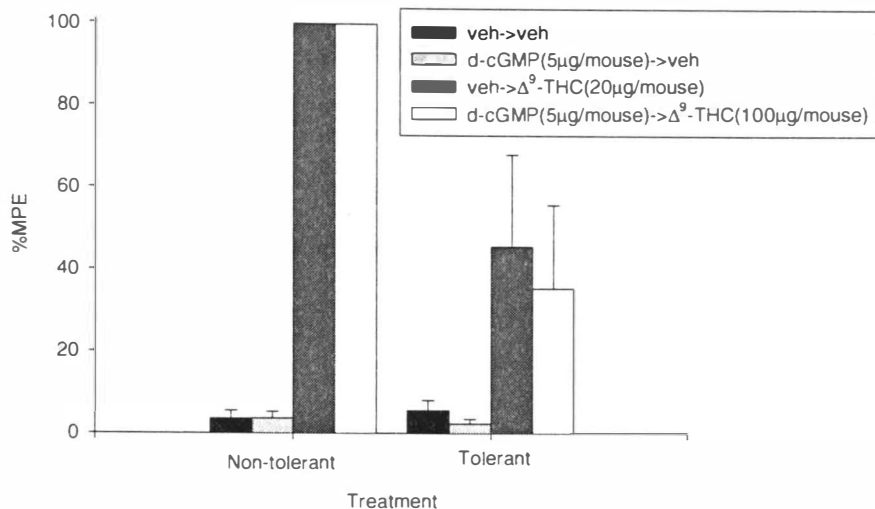 100
80
60
40
20
0
%MPE
veh->veh
d-cGMP(5μg/mouse)->veh
veh->Δ⁹-THC(20μg/mouse)
d-cGMP(5μg/mouse)->Δ⁹-THC(100μg/mouse)
Non-tolerant
Tolerant
Treatment